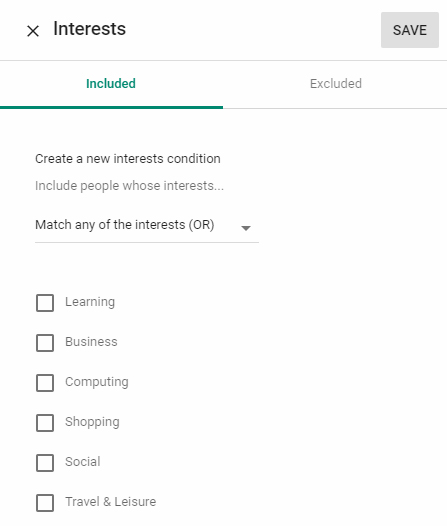 Interests
SAVE
Included
Excluded
Create a new interests condition
Include people whose interests...
Match any of the interests (OR)
Learning
Business
Computing
Shopping
Social
Travel & Leisure